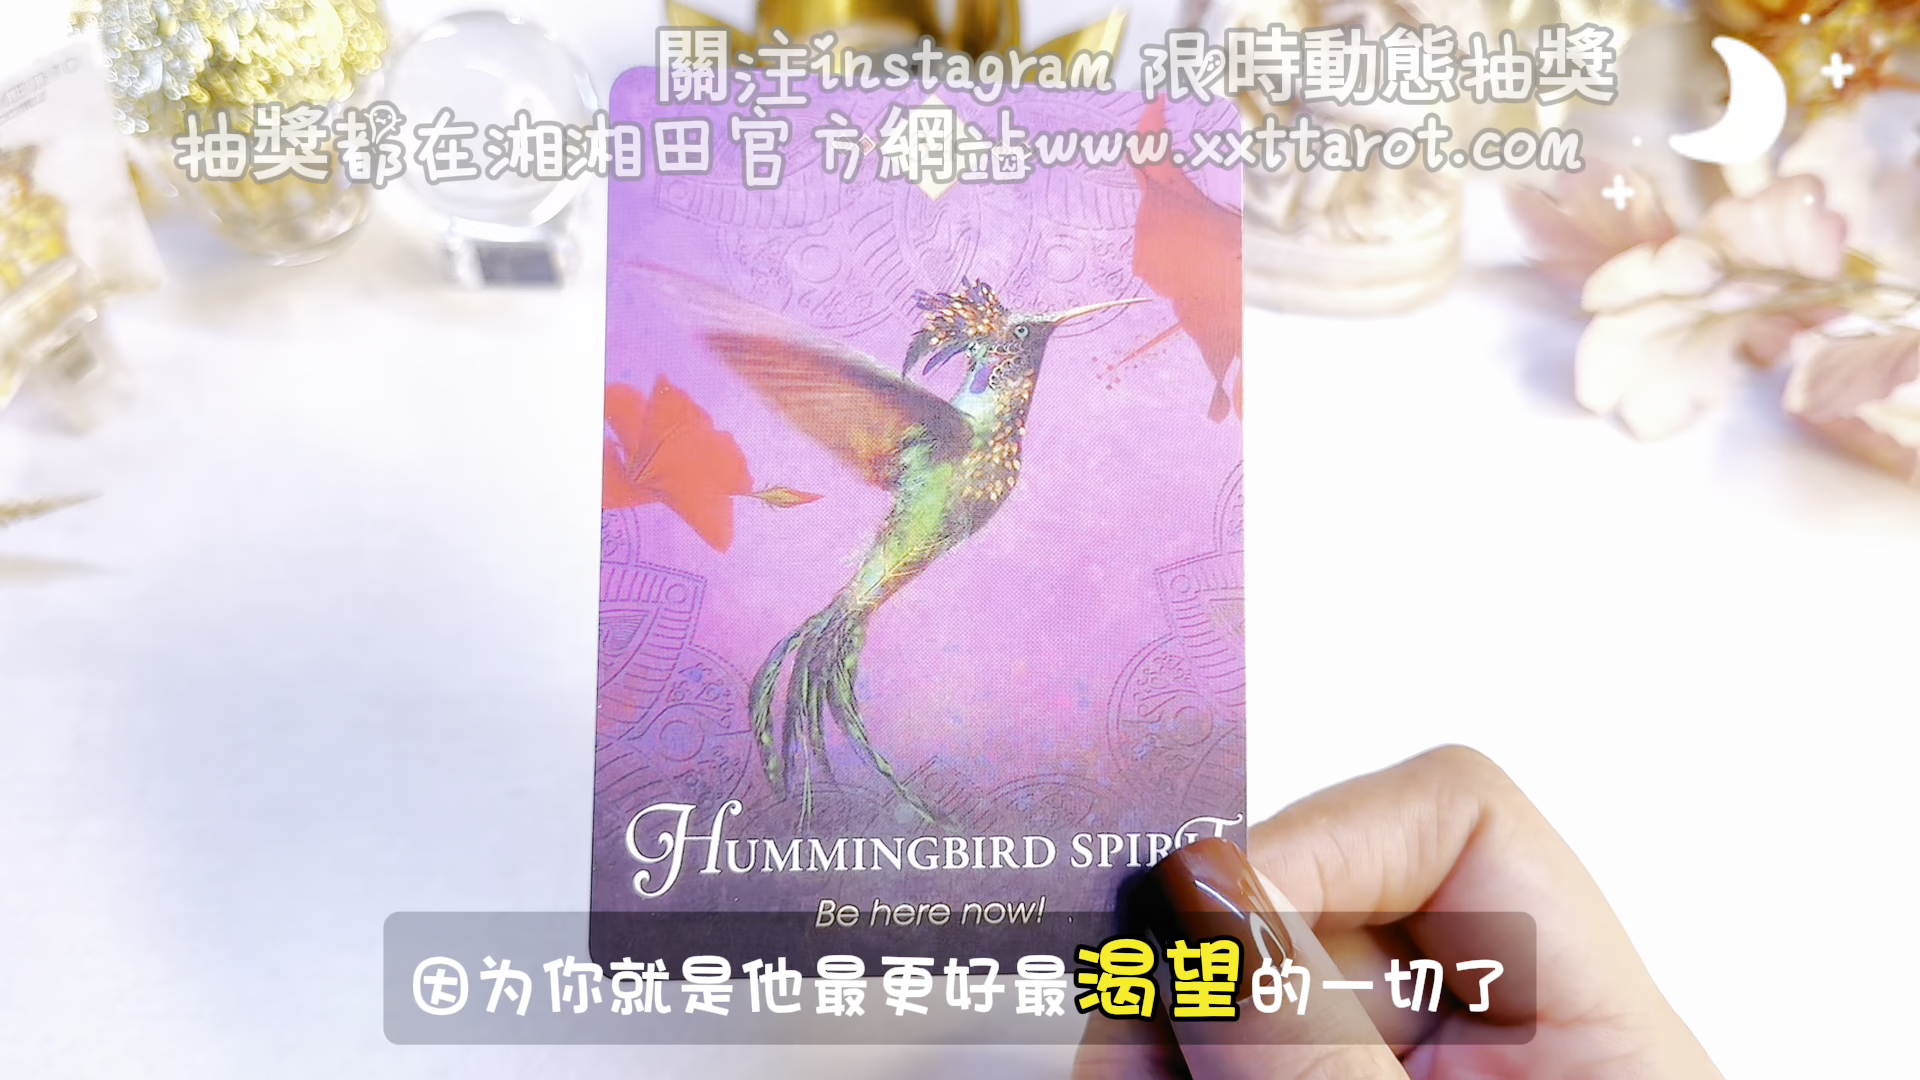 關注instagram 限時動態抽獎
抽獎都在湘湘田官方網站www.xxttarot.com
HUMMINGBIRD SPIRIT
Be here now!
因为你就是他最更好最渴望的一切了